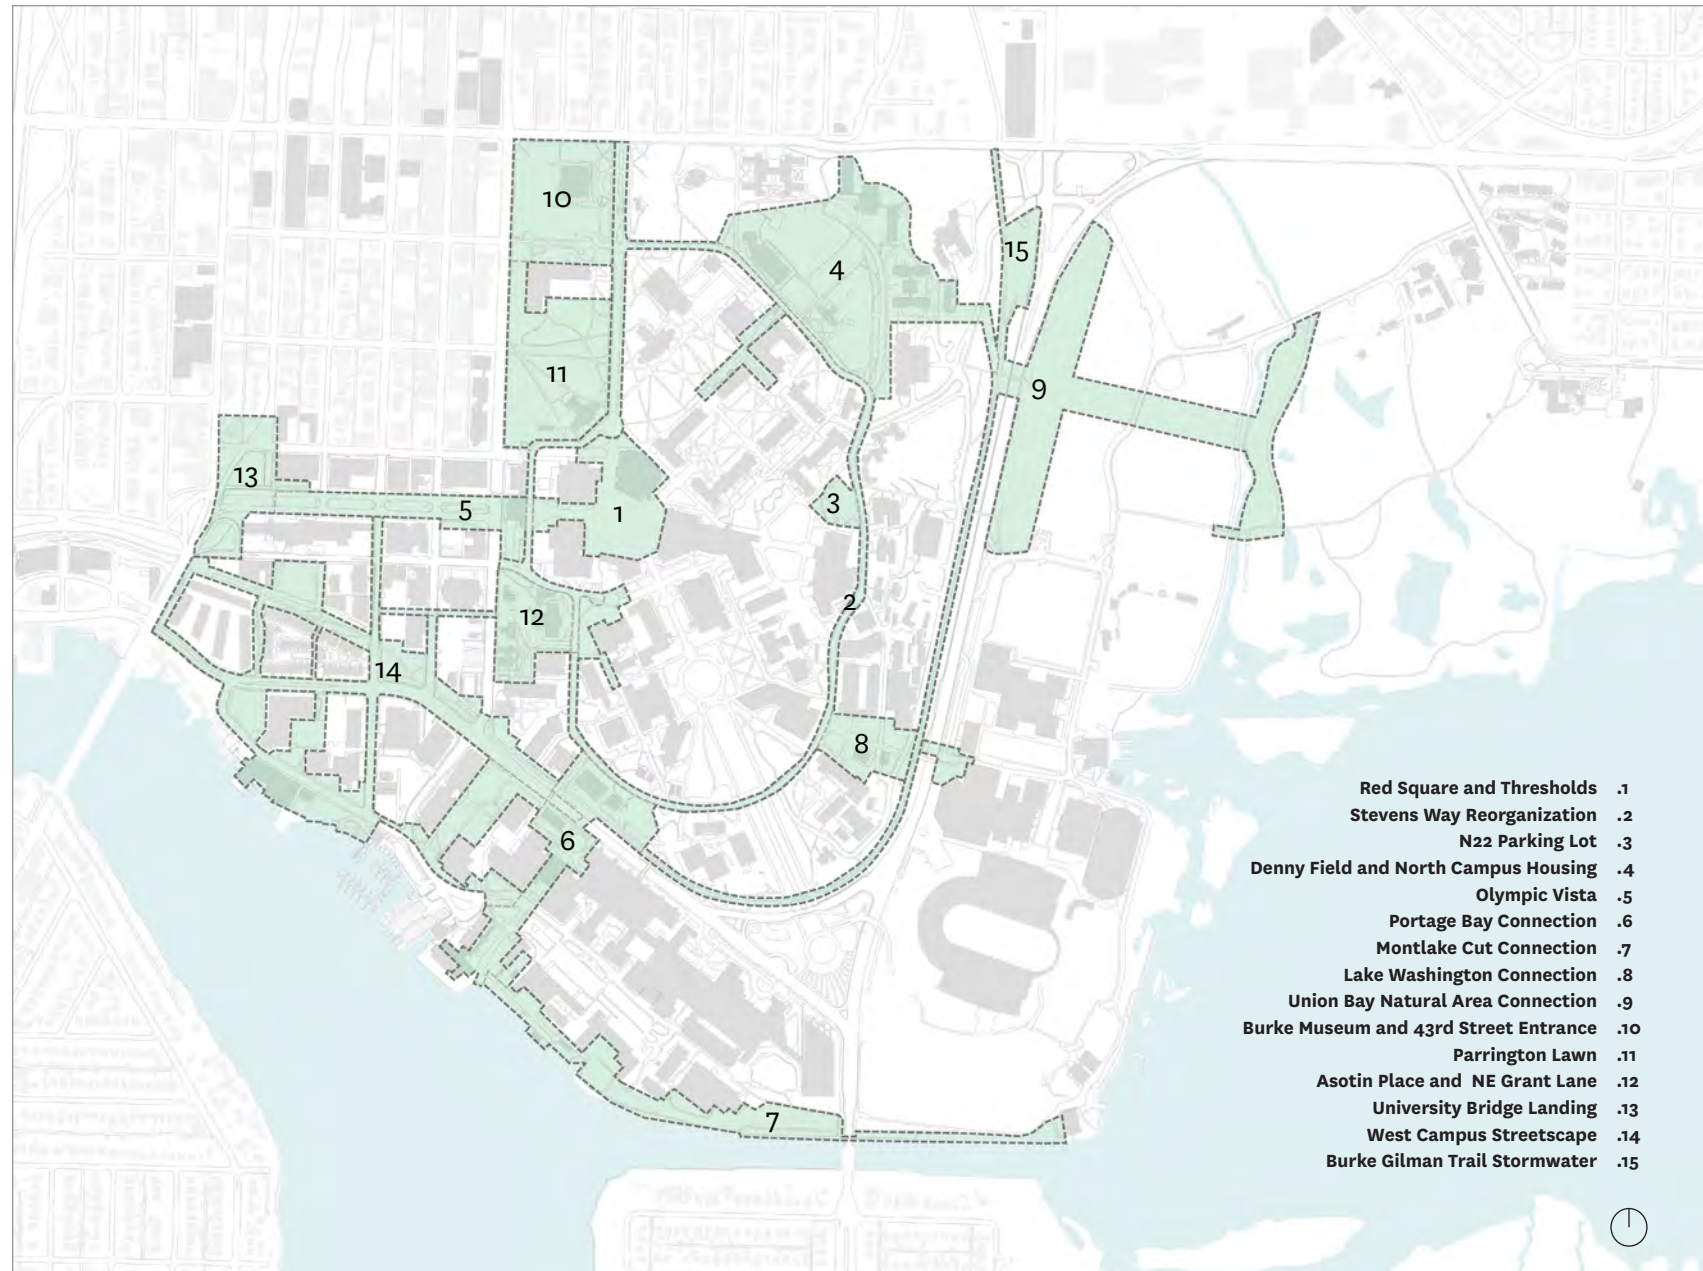 10
15
4
9
11
13
3
5
1
2
12
14
8
6
7
Red Square and Thresholds .1
Stevens Way Reorganization .2
N22 Parking Lot .3
Denny Field and North Campus Housing .4
Olympic Vista .5
Portage Bay Connection .6
Montlake Cut Connection .7
Lake Washington Connection .8
Union Bay Natural Area Connection .9
Burke Museum and 43rd Street Entrance .10
Parrington Lawn .11
Asotin Place and NE Grant Lane .12
University Bridge Landing .13
West Campus Streetscape .14
Burke Gilman Trail Stormwater .15